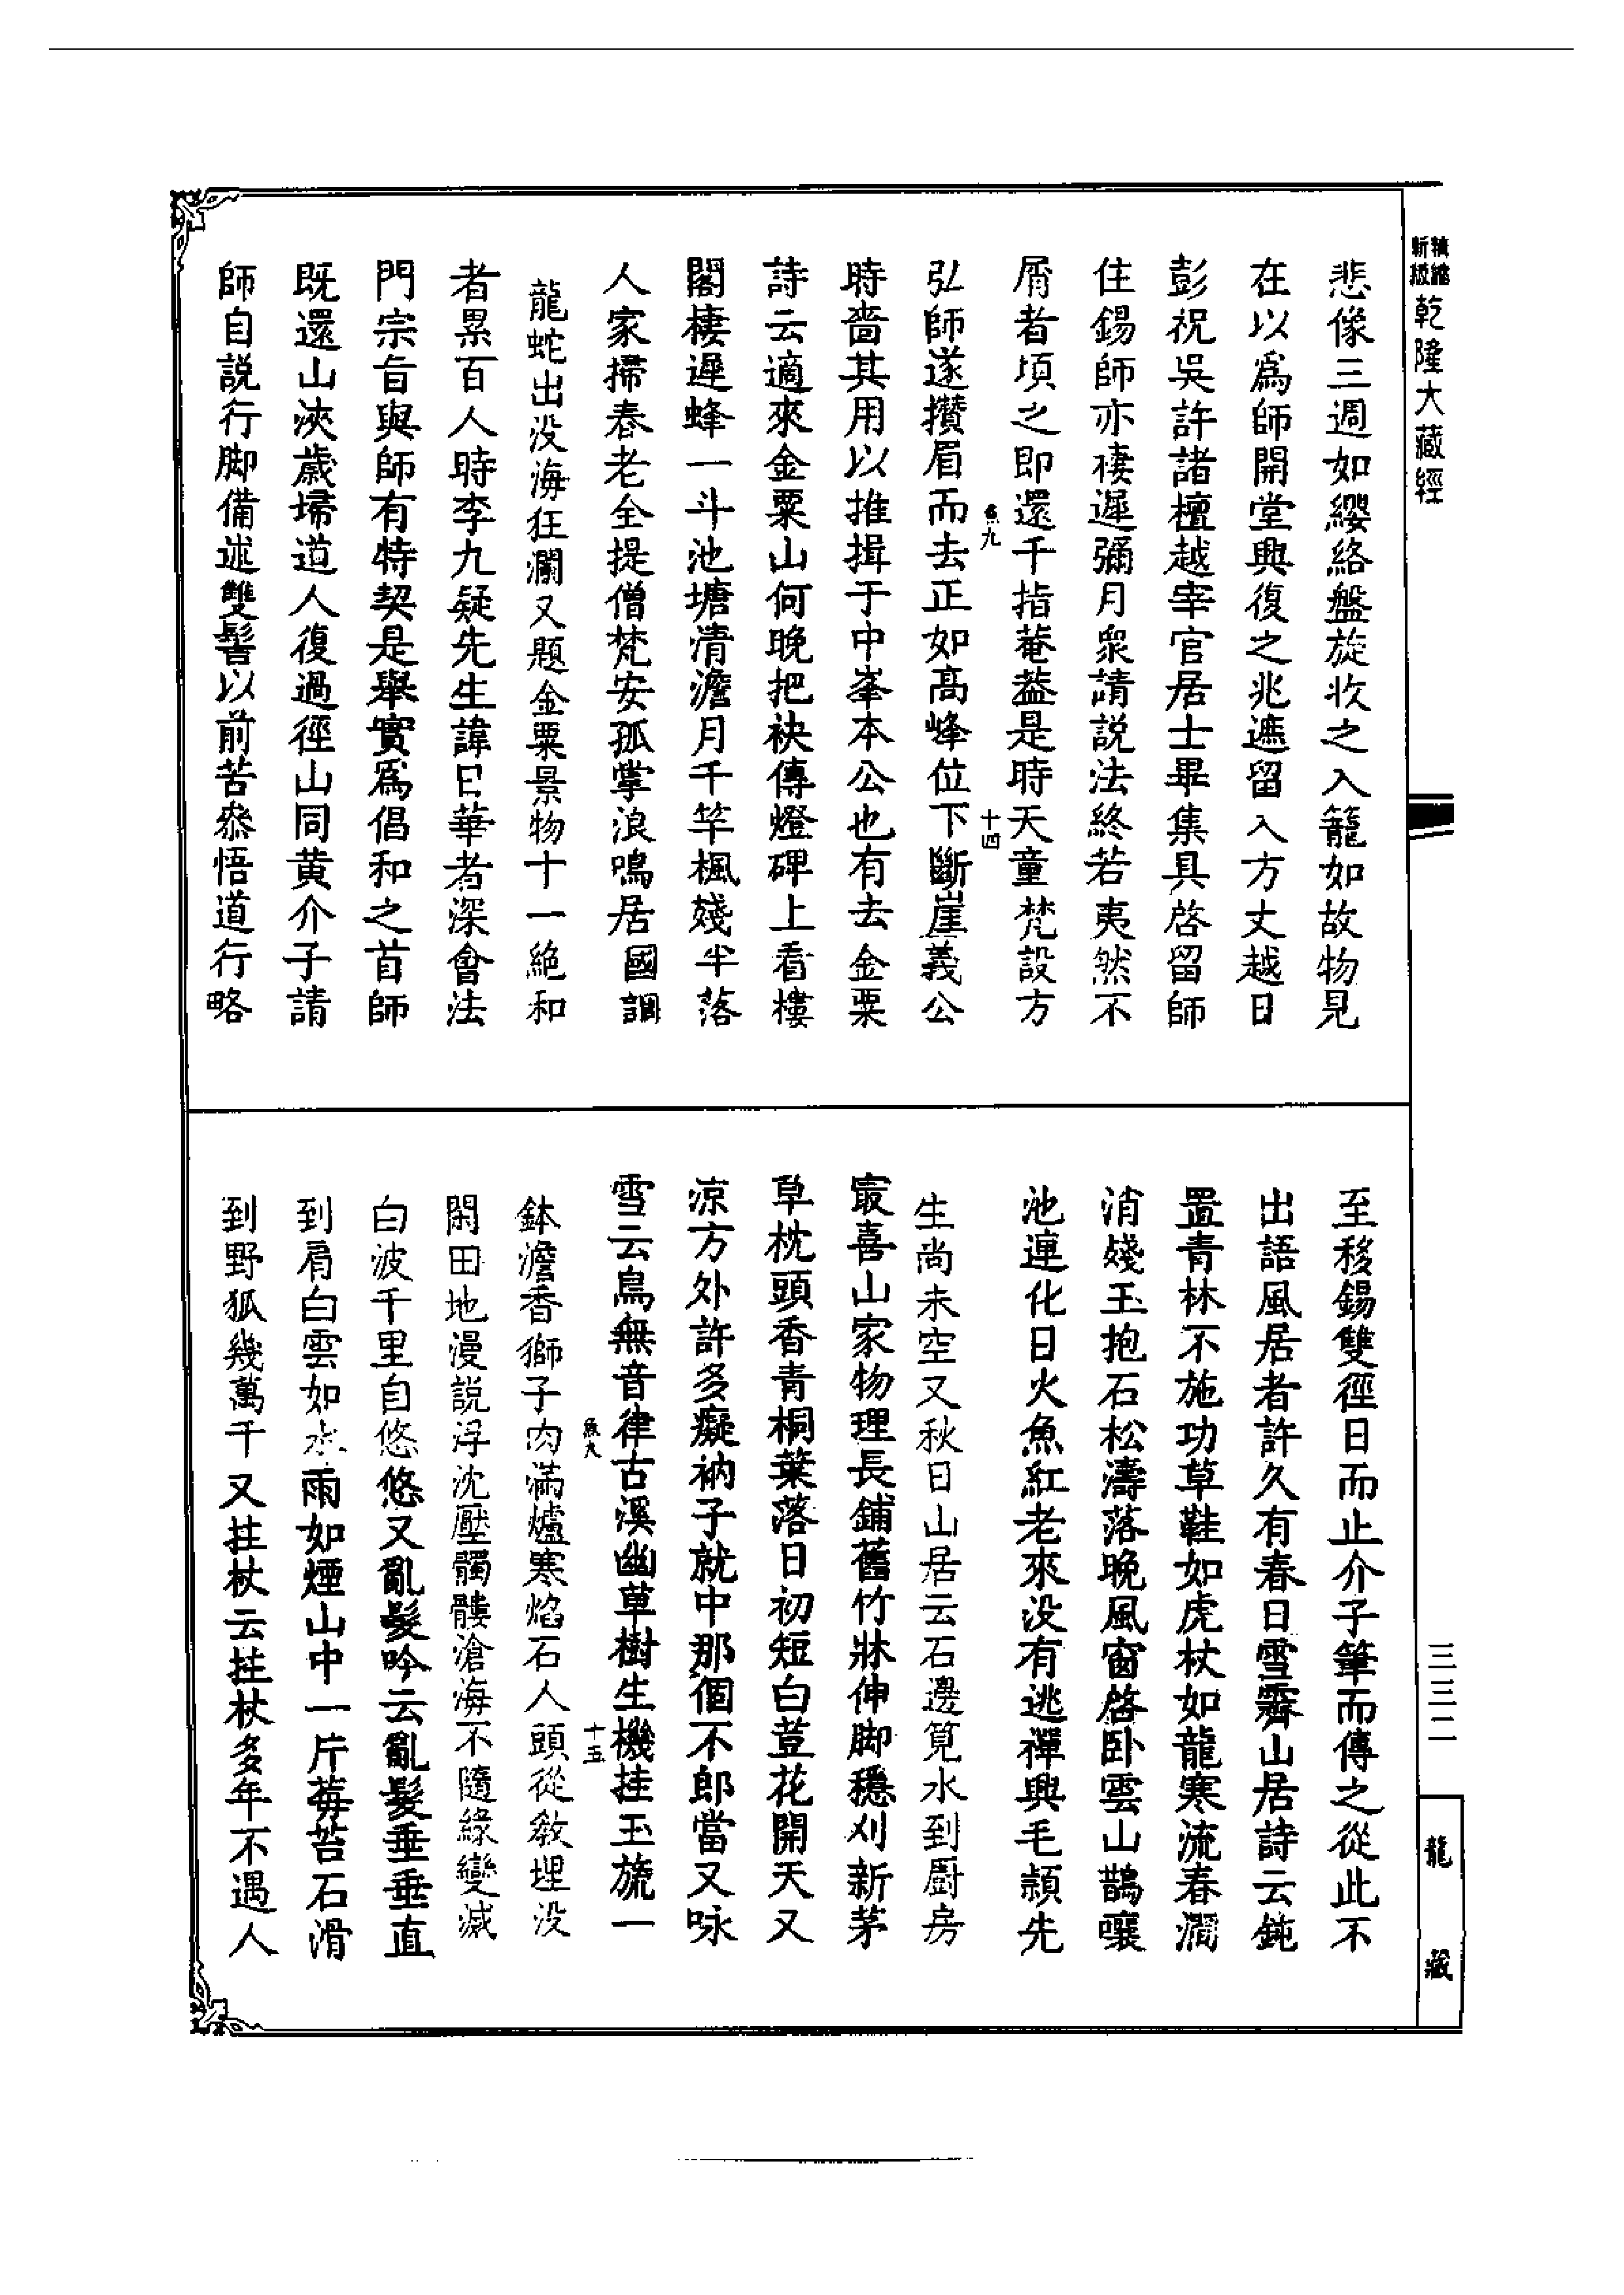 乾隆大藏經
悲像三週如纓絡盤旋收之入籠如故物見
在以爲師開堂興復之兆遮留入方丈越日
彭祝吳許諸檀越宰官居士畢集具啓留師
住錫師亦棲遲彌月衆請説法終若夷然不
屑者項之即還千指菴葢是時天童梵設方
弘師遂攢眉而去正如高峰位下斷崖義公
時嗇其用以推揖于中峯本公也有去金粟
詩云適來金粟山何晚把袂傳燈碑上看樓
閣棲遲蜂一斗池塘清澹月千竿楓殘半落
人家掃春老全提僧梵安孤掌浪鳴居國調
龍蛇出没海狂瀾又題金粟景物十一絕和
者累百人時李九疑先生諱日華者深會法
門宗旨與師有特契是舉實爲倡和之首師
既還山浹歲埽道人復過徑山同黄介子請
師自説行脚備述雙髻以前苦叅悟道行略
至移錫雙徑日而止介子筆而傳之從此不
出語風居者許久有春日雪霽山居詩云鈍
置青林不施功草鞋如虎杖如龍寒流春澗
消殘玉抱石松濤落晚風窗啓卧雲山鵲嚷
池連化日火魚紅老來没有逃禪興毛頴先
生尚未空又秋日山居云石邊筧水到厨房
㝡喜山家物理長鋪舊竹牀伸脚穩刈新茅
草枕頭香青桐葉落日初短白荳花開天又
凉方外許多癡衲子就中那個不郎當又咏
雪云鳥無音律古溪幽草樹生機挂玉旒一
鉢澹香獅子肉滿爐寒焰石人頭從教埋没
閑田地漫説浮沈壓髑髏滄海不隨緣變滅
白波千里自悠悠又亂髮吟云亂髮垂垂直
到肩白雲如水雨如煙山中一斤莓苔石滑
到野狐幾萬千又拄杖云拄杖多年不遇人
魚九
十四
魚九
十五
三三二
龍藏